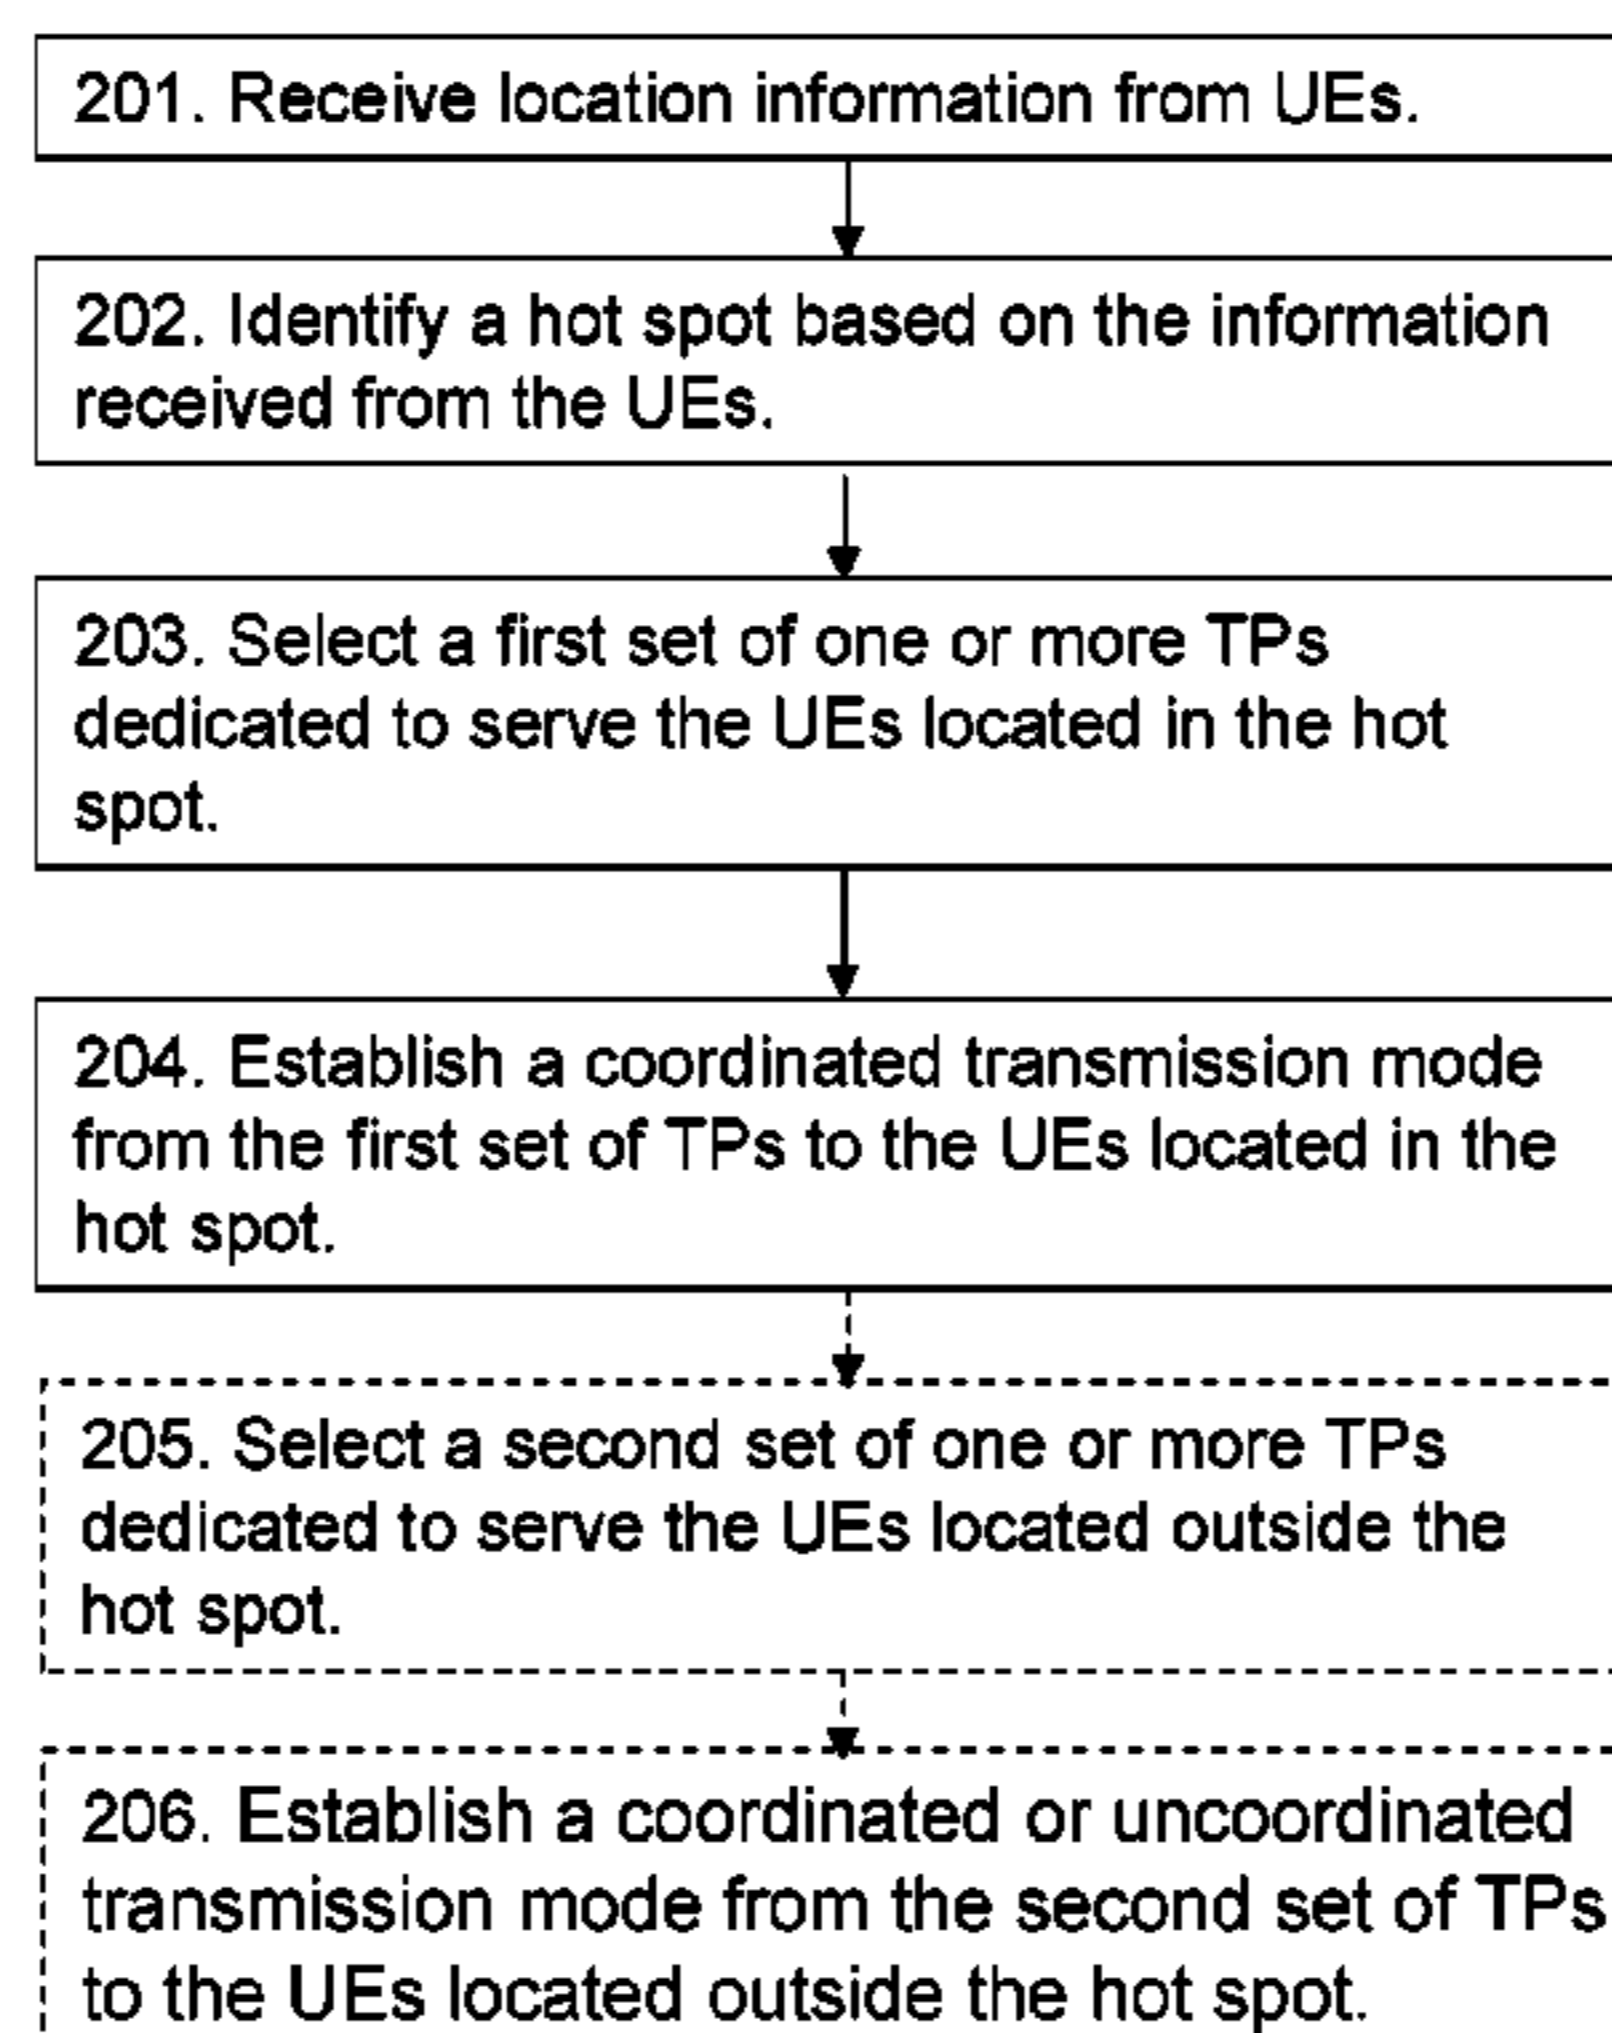 201. Receive location information from UEs.
202. Identify a hot spot based on the information
received from the UEs.
203. Select a first set of one or more TPs
dedicated to serve the UEs located in the hot
spot.
204. Establish a coordinated transmission mode
from the first set of TPs to the UEs located in the
hot spot.
205. Select a second set of one or more TPs
dedicated to serve the UEs located outside the
hot spot.
206. Establish a coordinated or uncoordinated
transmission mode from the second set of TPs
to the UEs located outside the hot spot.